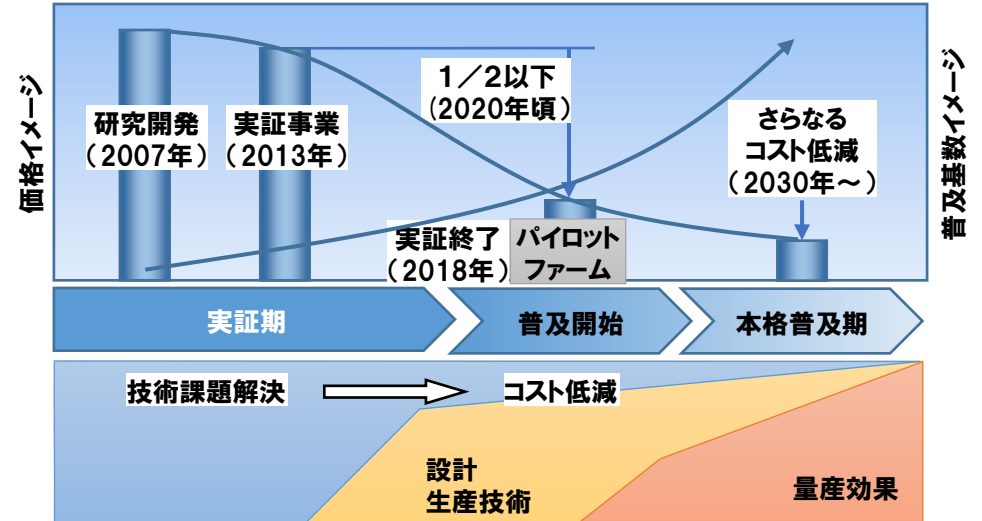 価格イメージ
研究開発
（2007年）
実証事業
（2013年）
１／２以下
（2020年頃）
さらなる
コスト低減
（2030年～）
普及基数イメージ
実証終了
（2018年）
パイロット
ファーム
実証期
普及開始
本格普及期
技術課題解決
コスト低減
設計
生産技術
量産効果